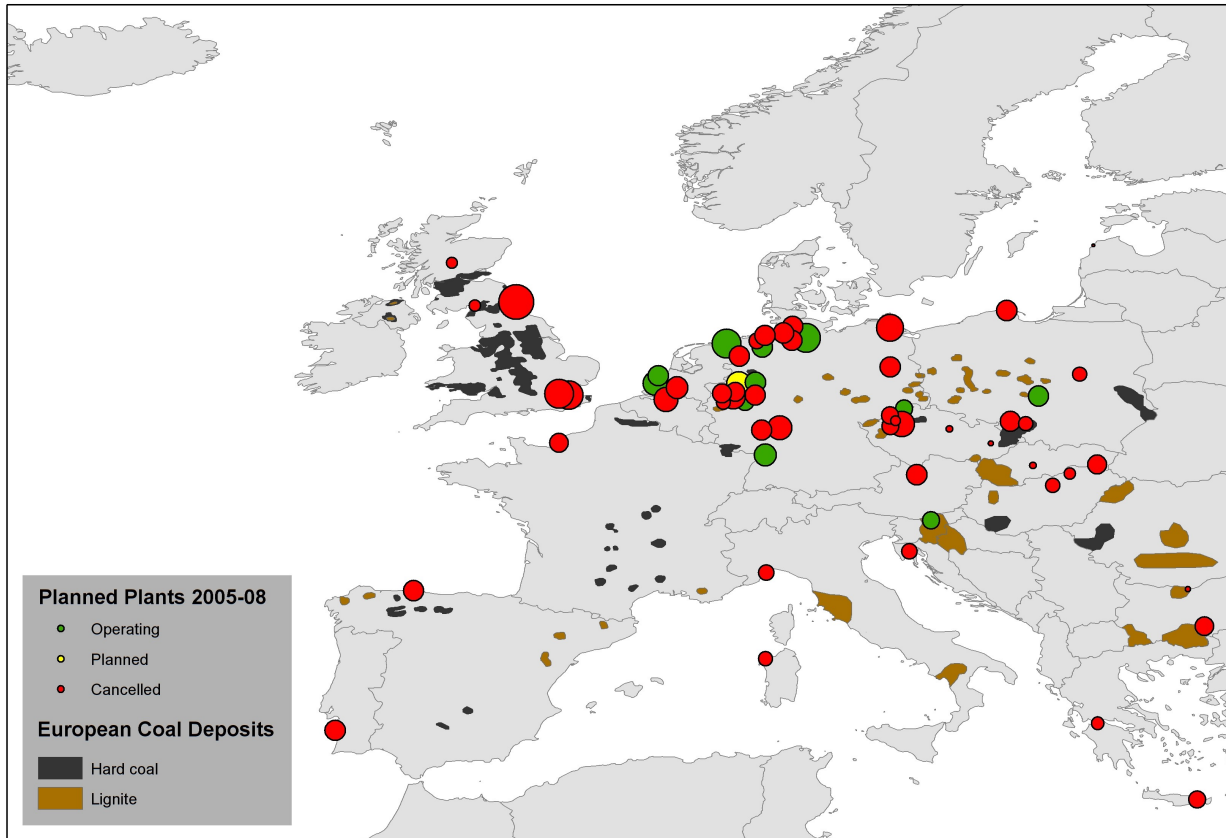 Planned Plants 2005-08
Operating
Planned
Cancelled
European Coal Deposits
Hard coal
Lignite